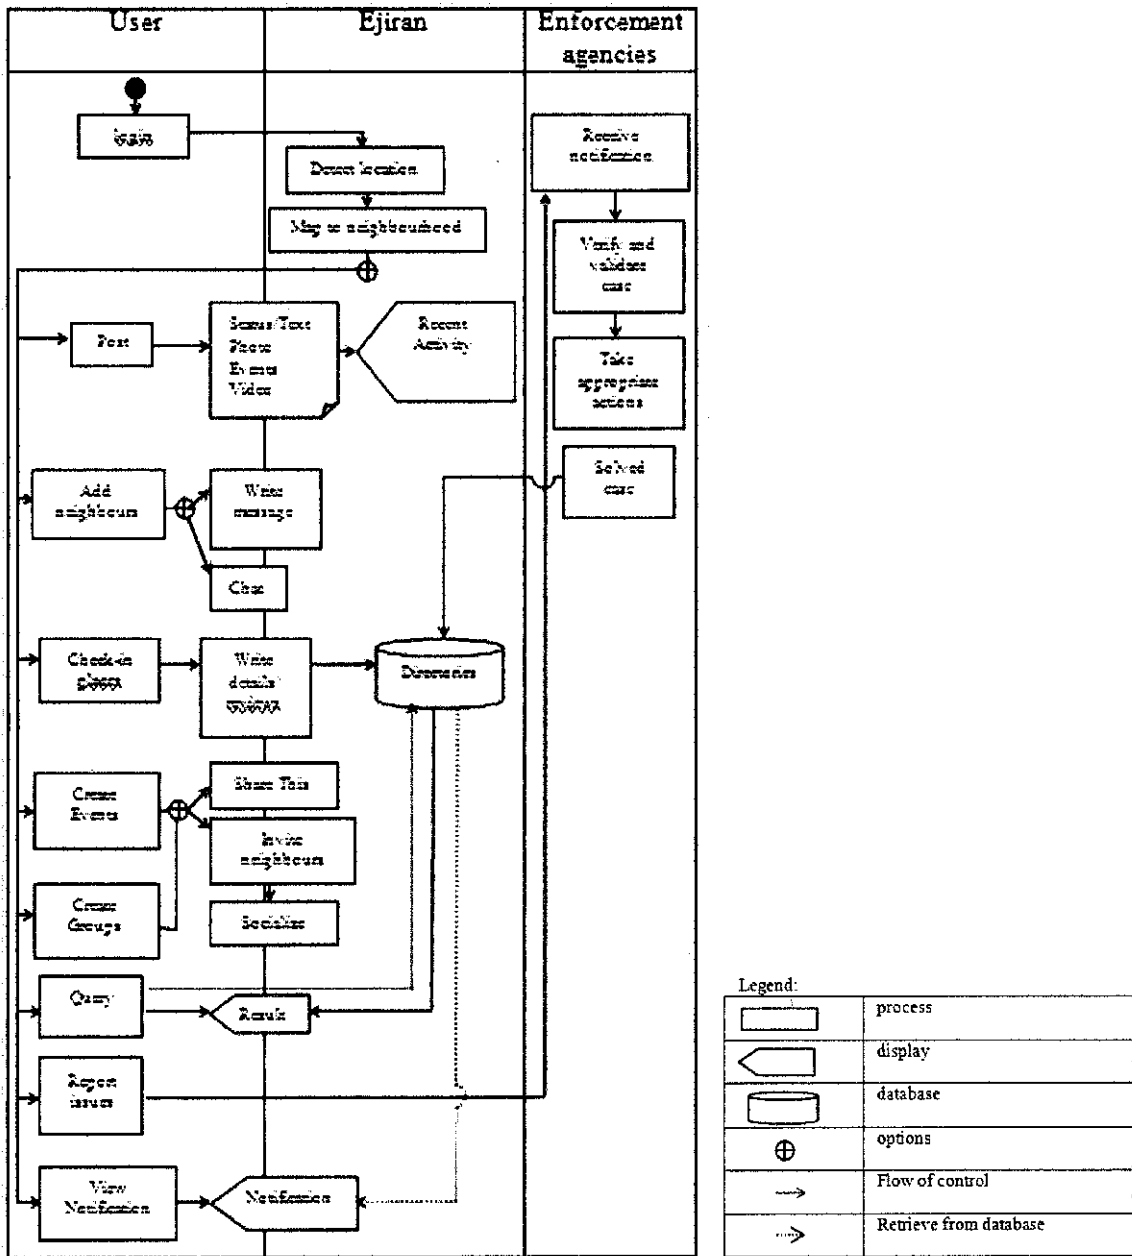 User
Ejiran
Enforcement
agencies
login
Detect location
Map to neighbourhood
Receive
notification
Verify and
validate
case
Take
appropriate
actions
Solved
case
Post
Status/Text
Photo
Events
Video
Recent
Activity
Add
neighbours
Write
message
Chat
Check-in
places
Write
details/
Directories
Create
Events
Share This
Invite
neighbours
Create
Groups
Socialize
Query
Result
Report
issues
View
Notification
Notification
Legend:
process
display
database
options
Flow of control
Retrieve from database